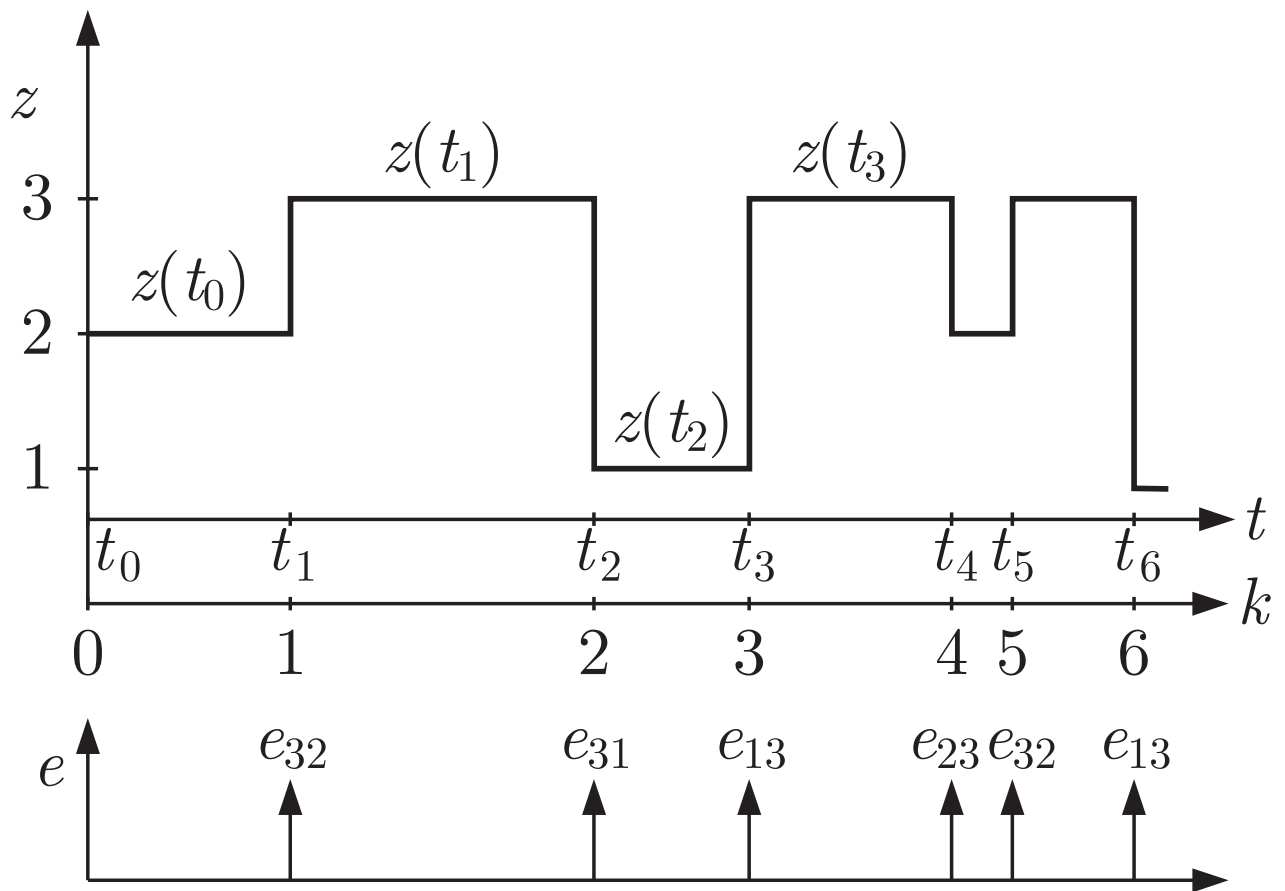 z
z(t₁)
z(t₃)
3
z(t₀)
2
z(t₂)
1
t
t₀ t₁ t₂ t₃ t₄ t₅ t₆
k
0 1 2 3 4 5 6
e₃₂ e₃₁ e₁₃ e₂₃ e₃₂ e₁₃
e